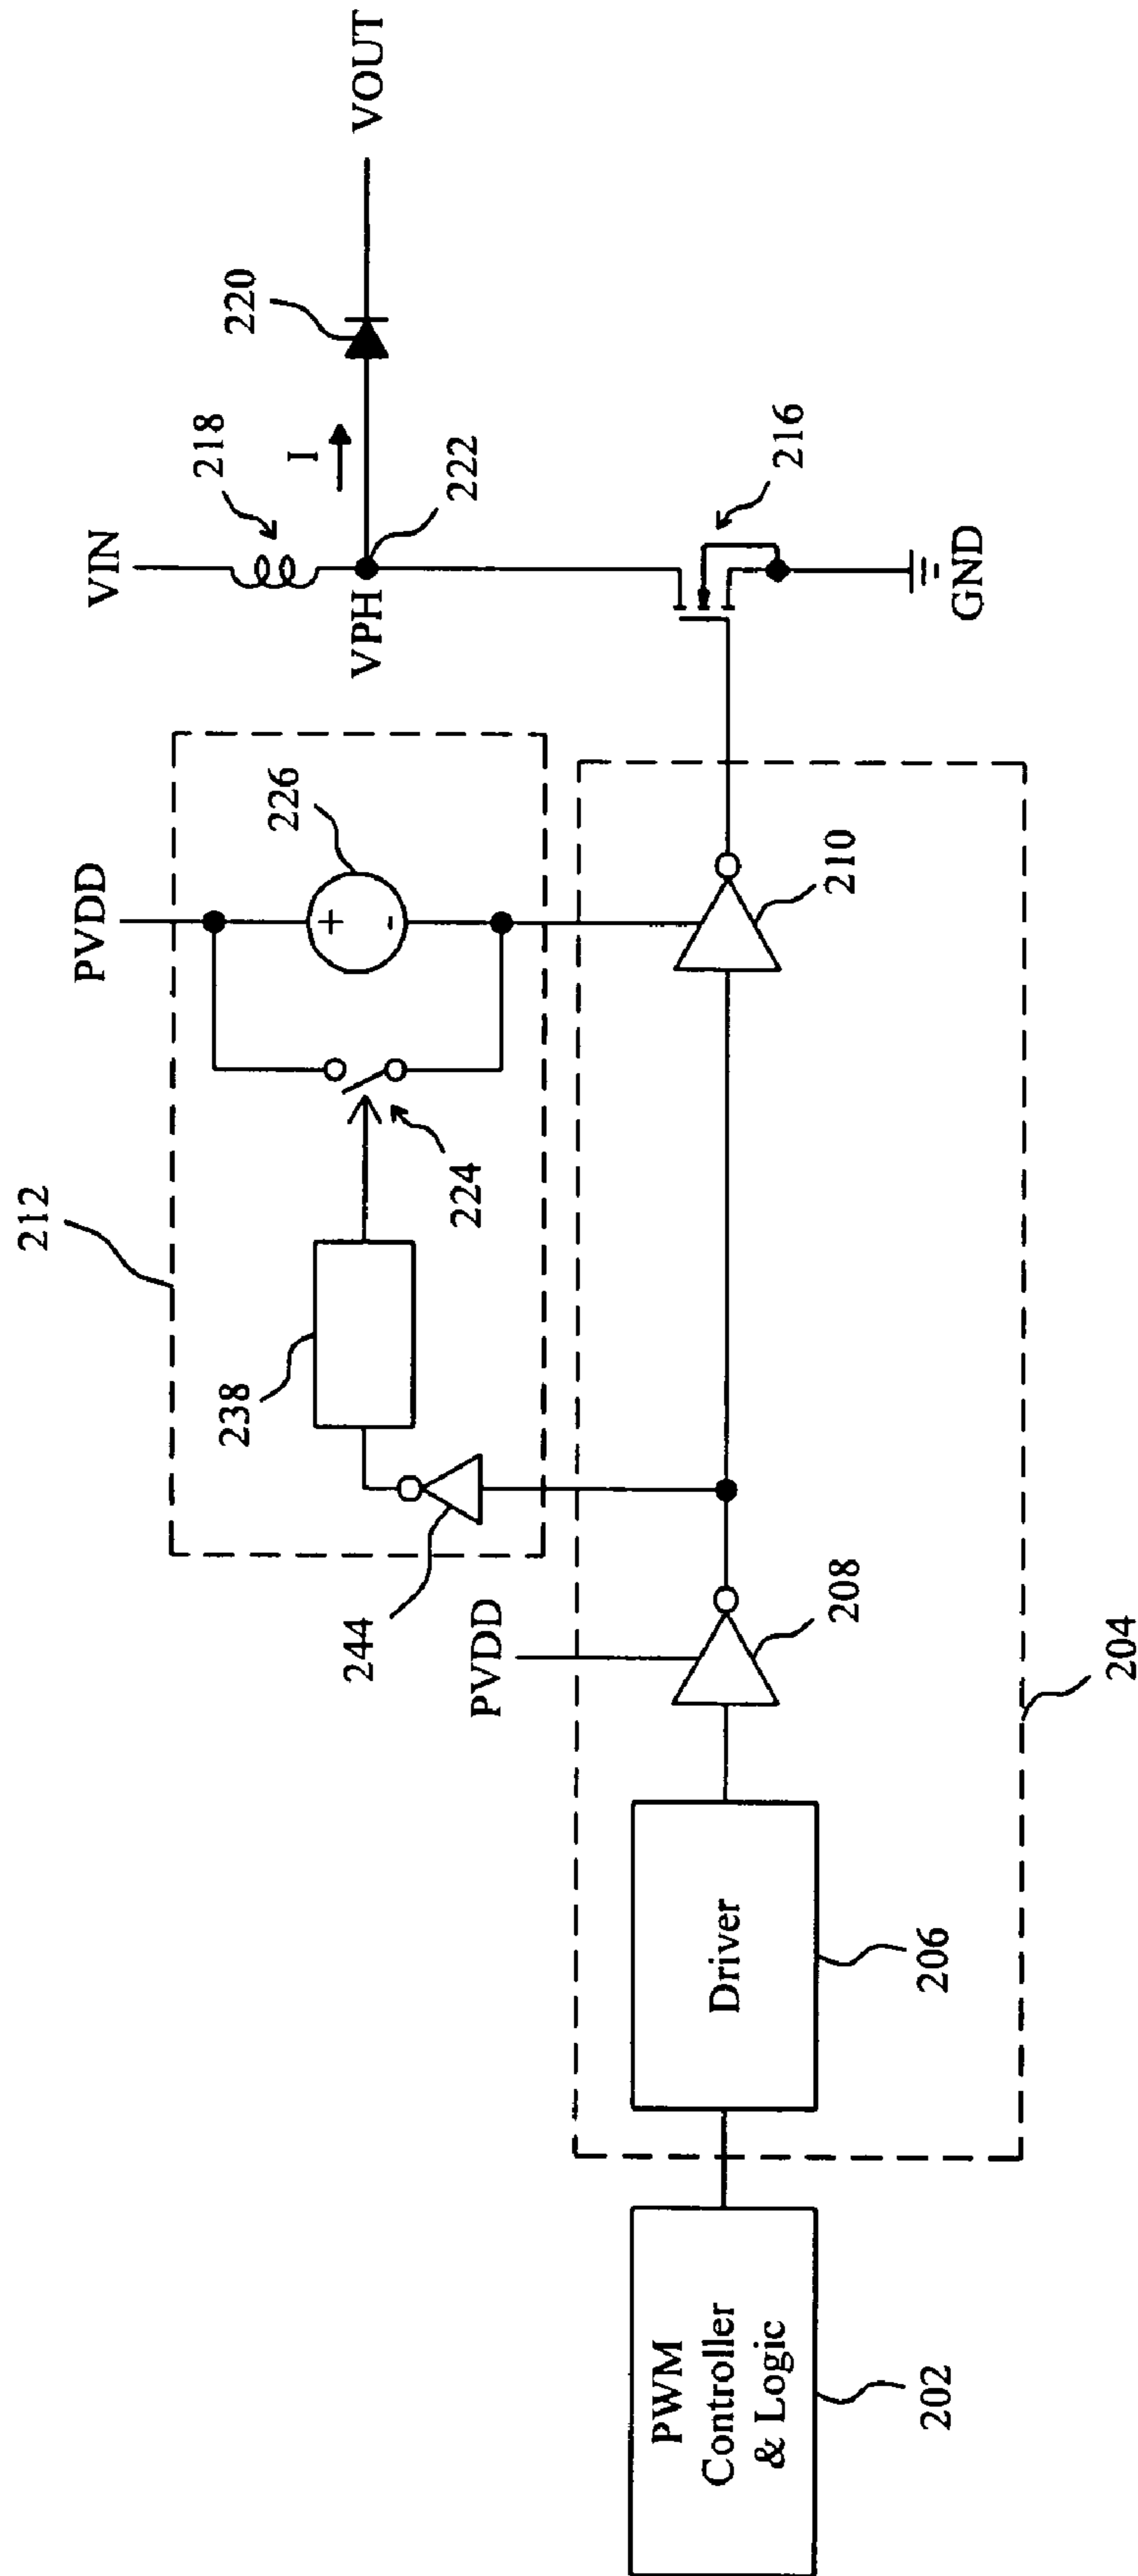 212
PVDD
VIN
218
220
VOUT
I
238
226
VPH
222
244
224
PVDD
216
208
210
GND
PWM
Controller
& Logic
Driver
202
206
204